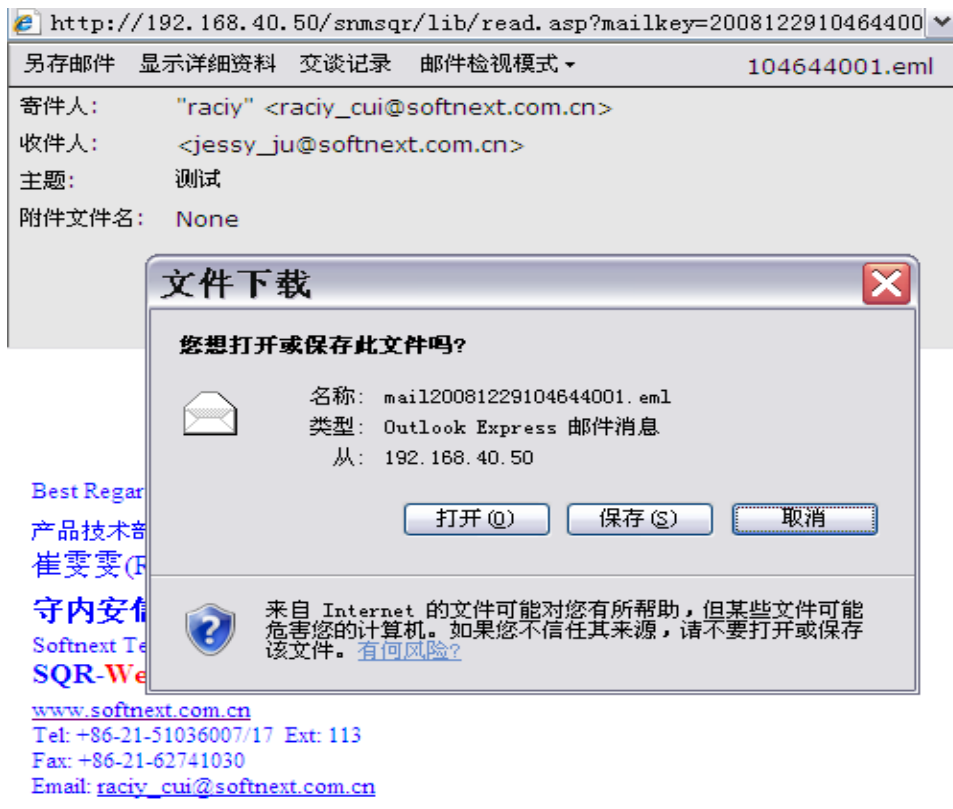 http://192.168.40.50/snmsqr/lib/read.asp?mailkey=2008122910464400
另存邮件 显示详细资料 交谈记录 邮件检视模式 104644001.eml
寄件人: "raciy" <raciy_cui@softnext.com.cn>
收件人: <jessy_ju@softnext.com.cn>
主题: 测试
附件文件名: None
文件下载
您想打开或保存此文件吗?
名称: mail20081229104644001.eml
类型: Outlook Express 邮件消息
从: 192.168.40.50
打开(O) 保存(S) 取消
来自 Internet 的文件可能对您有所帮助，但某些文件可能
危害您的计算机。如果您不信任其来源，请不要打开或保存
该文件。有何风险?
Best Regar
产品技术部
崔雯雯(R
守内安信
Softnext Te
SQR-We
www.softnext.com.cn
Tel: +86-21-51036007/17 Ext: 113
Fax: +86-21-62741030
Email: raciy_cui@softnext.com.cn